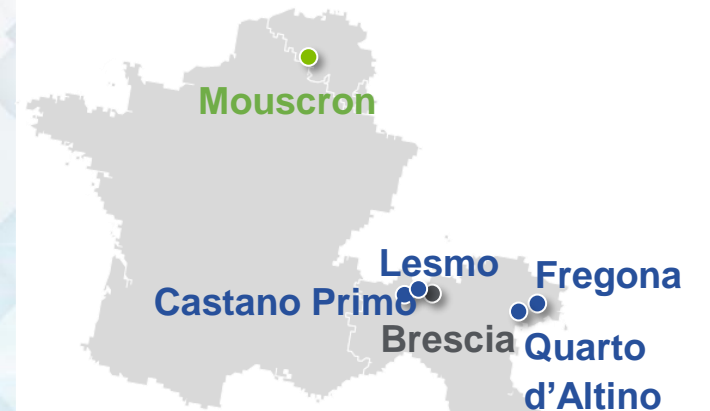 Mouscron
Lesmo
Fregona
Castano Primo
Brescia
Quarto
d’Altino